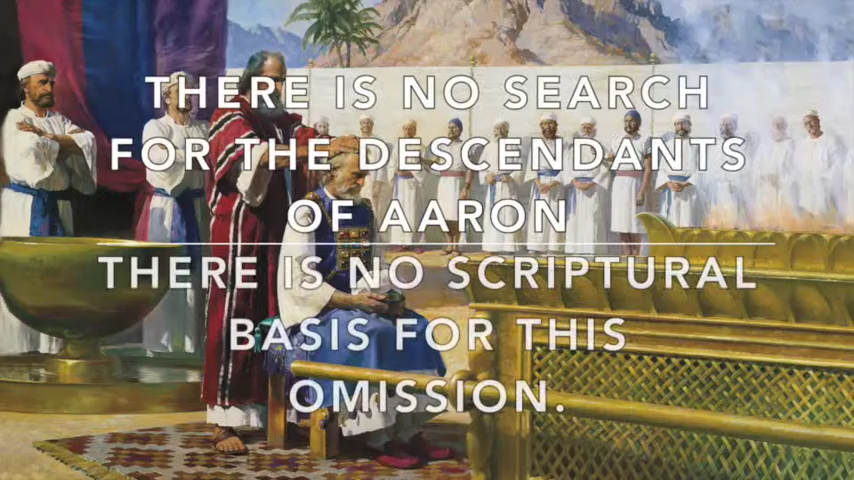 THERE IS NO SEARCH
FOR THE DESCENDANTS
OF AARON
THERE IS NO SCRIPTURAL
BASIS FOR THIS
OMISSION.